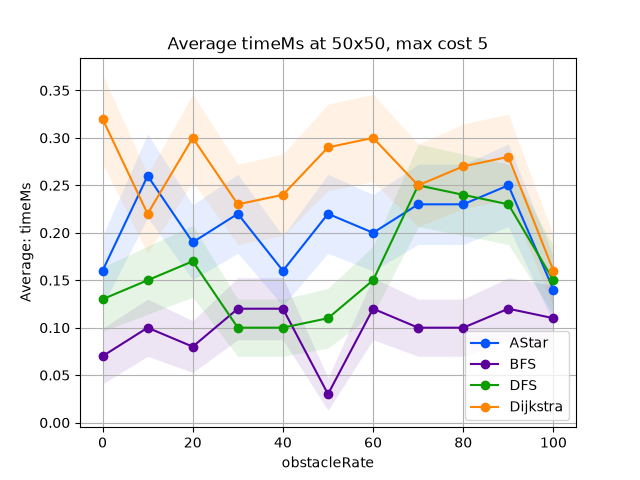 Average timeMs at 50x50, max cost 5
Average: timeMs
0.35
0.30
0.25
0.20
0.15
0.10
0.05
0.00
0
20
40
60
80
100
obstacleRate
AStar
BFS
DFS
Dijkstra